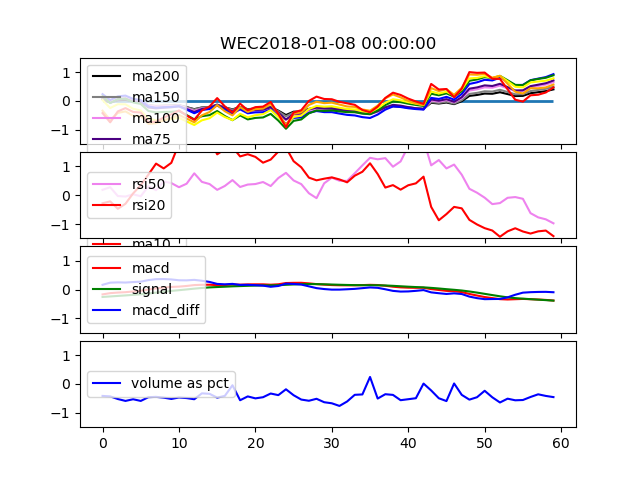 WEC2018-01-08 00:00:00
1
0
−1
ma200
ma150
ma100
ma75
1
0
−1
rsi50
rsi20
ma10
1
0
−1
macd
signal
macd_diff
1
0
−1
volume as pct
0 10 20 30 40 50 60